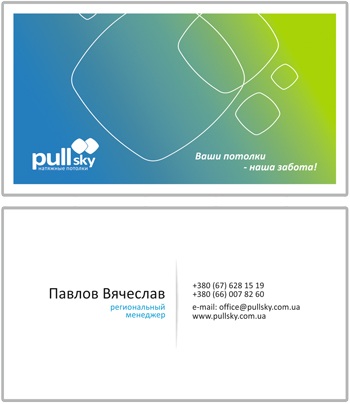 pull sky
натяжные потолки
Ваши потолки
- наша забота!
Павлов Вячеслав
региональный
менеджер
+380 (67) 628 15 19
+380 (66) 007 82 60
e-mail: office@pullsky.com.ua
www.pullsky.com.ua